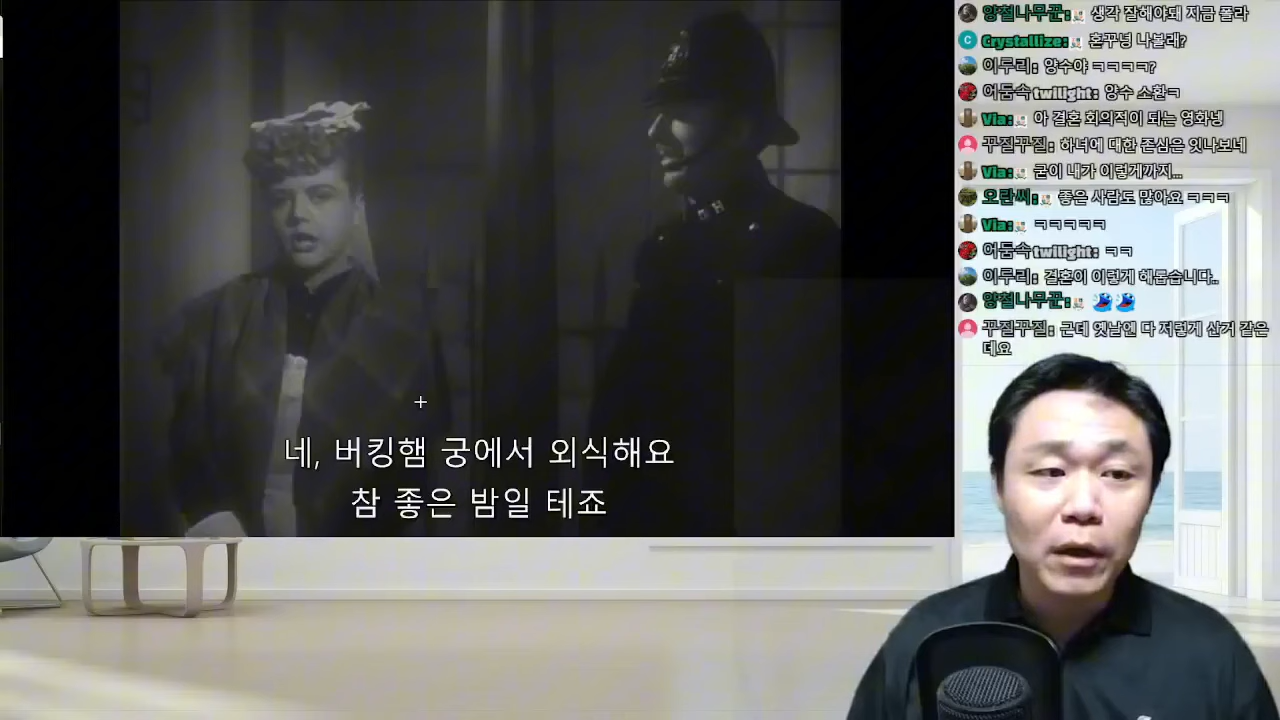 네, 버킹햄 궁에서 외식해요
참 좋은 밤일 테죠
양철나무꾼: 생각 잘해야돼 자금 폴라
C Crystallize: 혼꾸녕 나볼래?
이루리: 양수야 ㅋㅋㅋㅋ?
어둠속twilight: 양수 소환ㅋ
Via: 아 결혼 회의적이 되는 영화넹
꾸질꾸질: 하녀에 대한 존심은 잇나보네
Via: 굳이 내가 이렇게까지...
오란씨: 좋은 사람도 많아요 ㅋㅋㅋ
Via: ㅋㅋㅋㅋㅋ
어둠속twilight: ㅋㅋ
이루리: 결혼이 이렇게 해롭습니다..
양철나무꾼:
꾸질꾸질: 근데 옛날엔 다 저렇게 산거 같은
데요